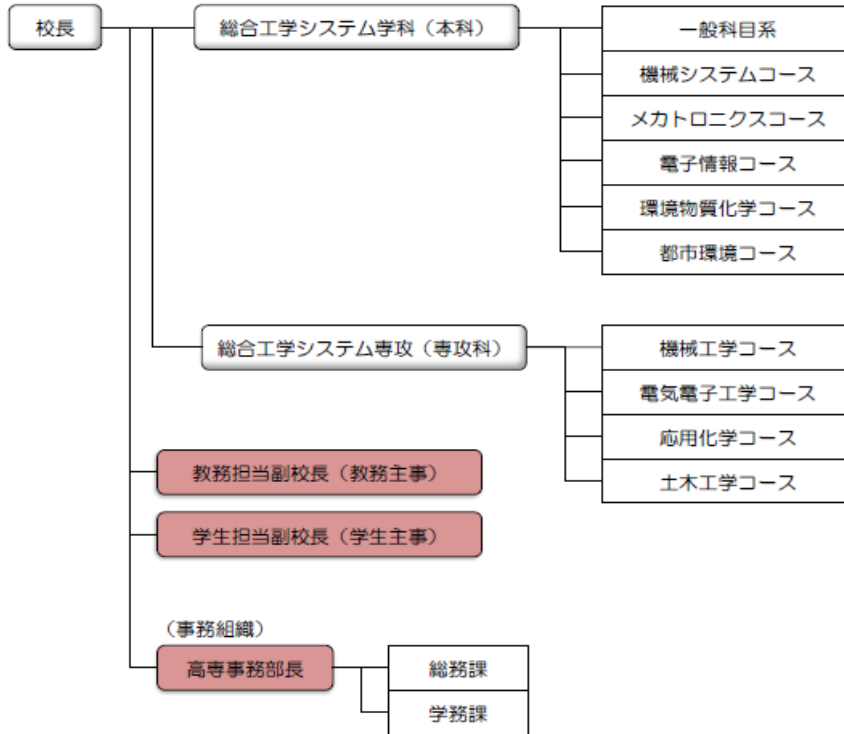 校長
総合工学システム学科（本科）
一般科目系
機械システムコース
メカトロニクスコース
電子情報コース
環境物質化学コース
都市環境コース
総合工学システム専攻（専攻科）
機械工学コース
電気電子工学コース
応用化学コース
土木工学コース
教務担当副校長（教務主事）
学生担当副校長（学生主事）
（事務組織）
高専事務部長
総務課
学務課